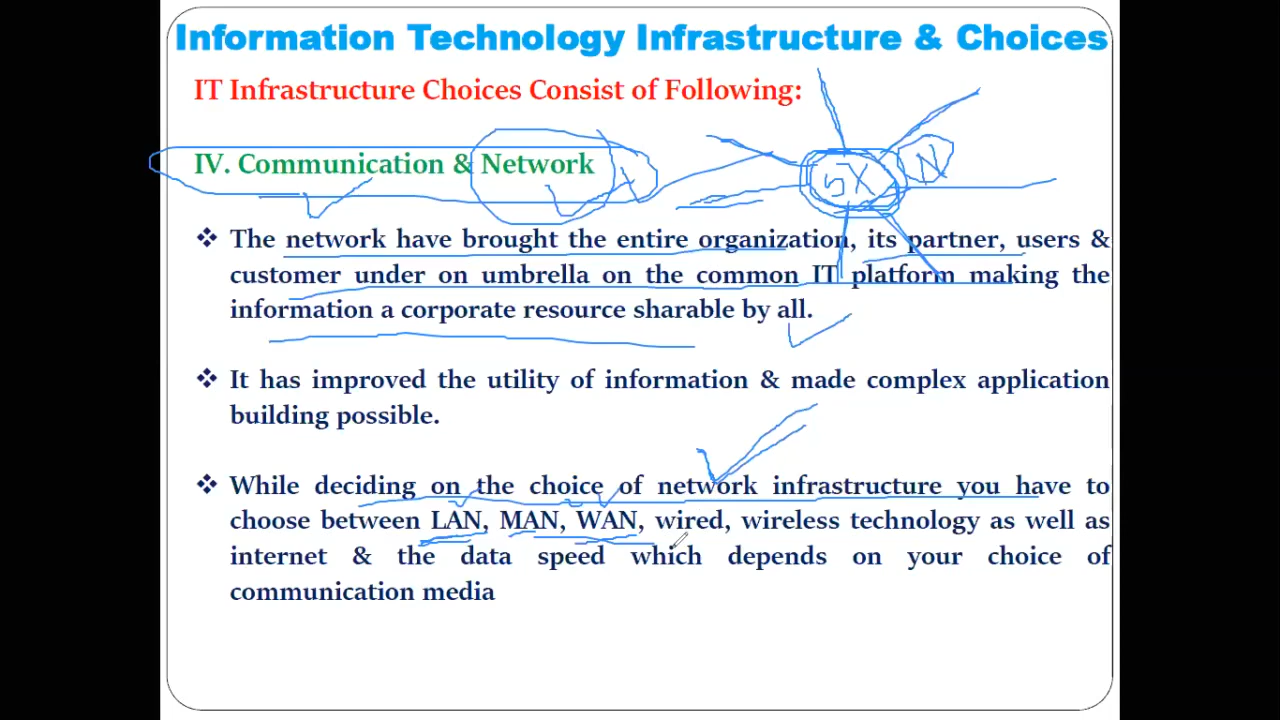 Information Technology Infrastructure & Choices
IT Infrastructure Choices Consist of Following:
IV. Communication & Network
N
❖ The network have brought the entire organization, its partner, users &
customer under on umbrella on the common IT platform making the
information a corporate resource sharable by all.
❖ It has improved the utility of information & made complex application
building possible.
❖ While deciding on the choice of network infrastructure you have to
choose between LAN, MAN, WAN, wired, wireless technology as well as
internet & the data speed which depends on your choice of
communication media